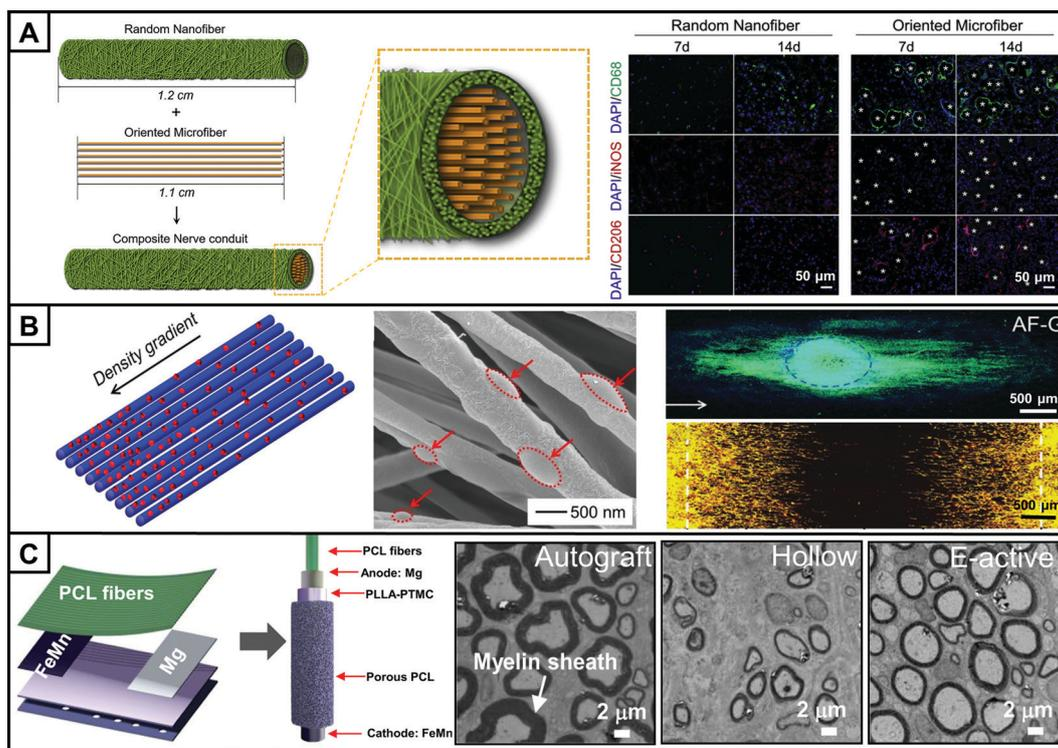 A
Random Nanofiber
1.2 cm
+
Oriented Microfiber
1.1 cm
Composite Nerve conduit
Random Nanofiber
7d 14d
Oriented Microfiber
7d 14d
DAPI/CD68
DAPI/iNOS
DAPI/CD206
50 μm
50 μm
B
Density gradient
500 nm
AF-G
500 μm
500 μm
C
PCL fibers
FeMn
Mg
PCL fibers
Anode: Mg
PLLA-PTMC
Porous PCL
Cathode: FeMn
Autograft
Myelin sheath
2 μm
Hollow
2 μm
E-active
2 μm